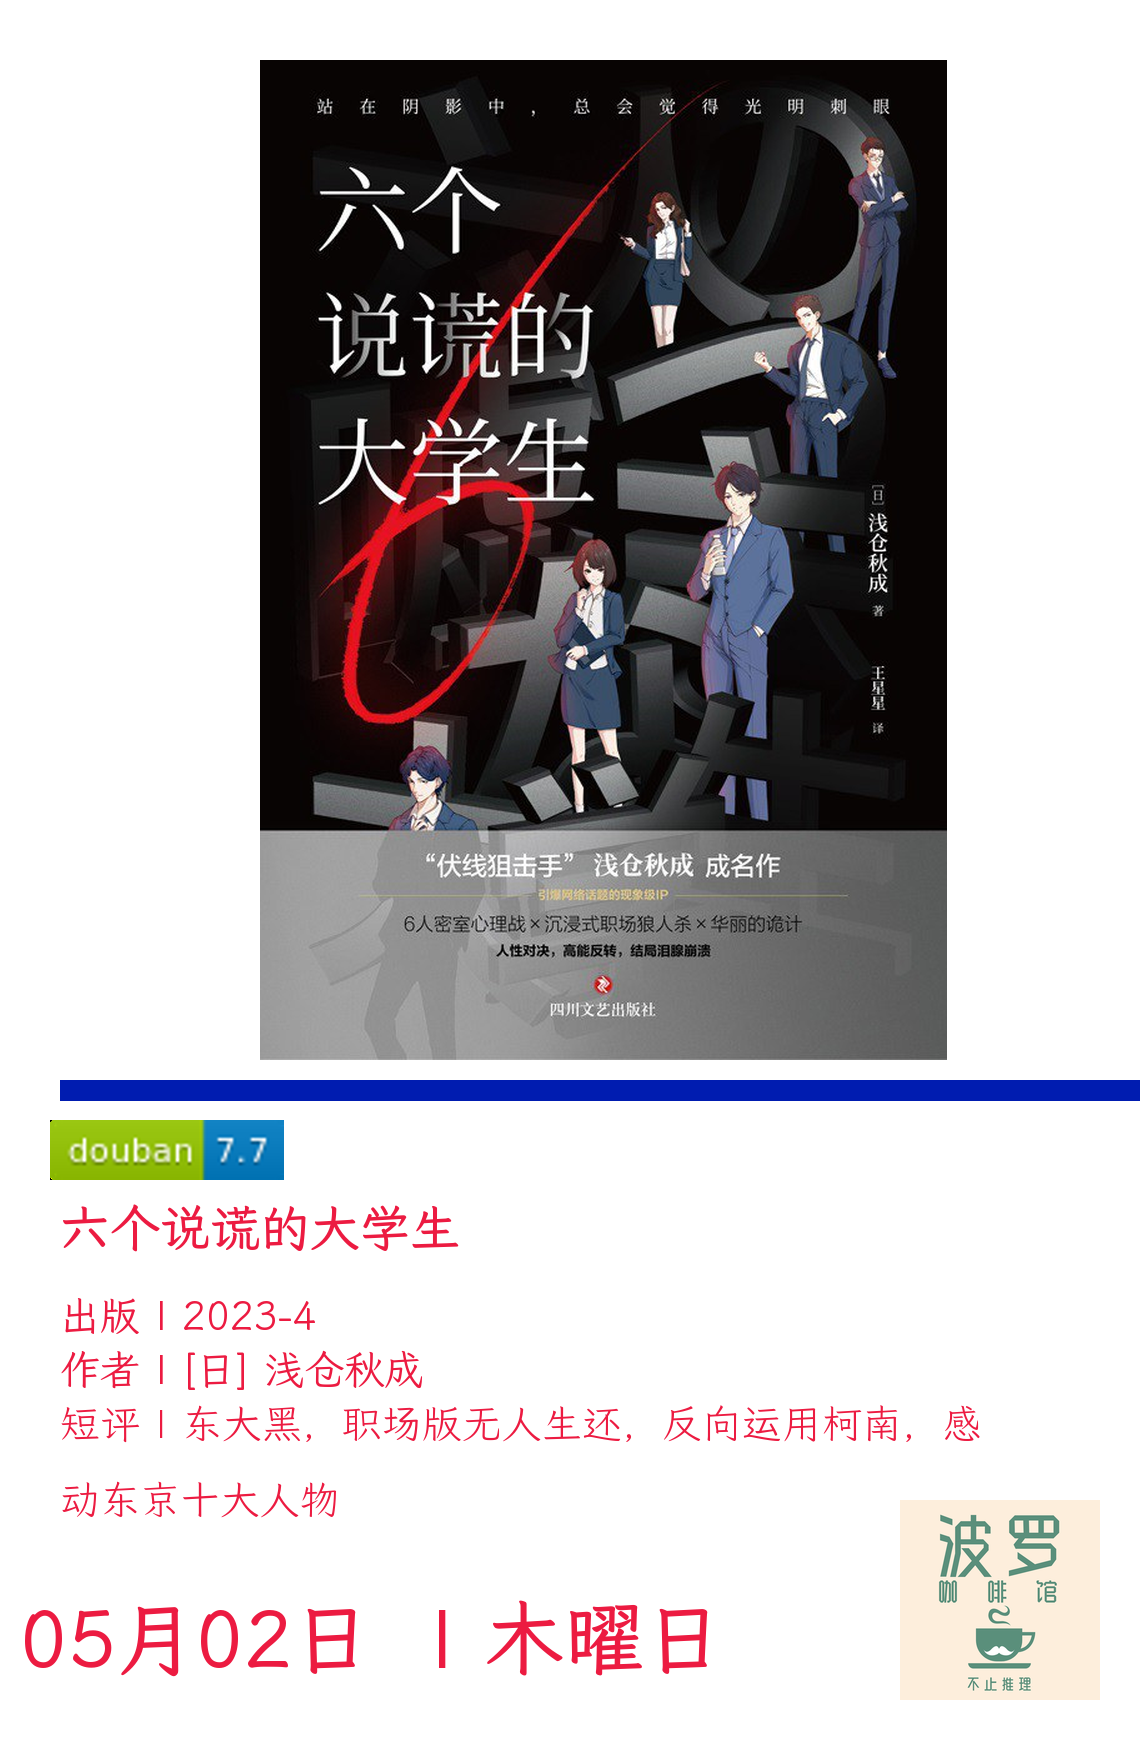 站在阴影中，总会觉得光明刺眼
六个
说谎的
大学生
[日]浅仓秋成 著
王星星 译
“伏线狙击手” 浅仓秋成 成名作
引爆网络话题的现象级IP
6人密室心理战×沉浸式职场狼人杀×华丽的诡计
人性对决，高能反转，结局泪腺崩溃
四川文艺出版社
douban 7.7
六个说谎的大学生
出版 | 2023-4
作者 | [日] 浅仓秋成
短评 | 东大黑，职场版无人生还，反向运用柯南，感
动东京十大人物
05月02日 | 木曜日
波罗
咖啡馆
不止推理